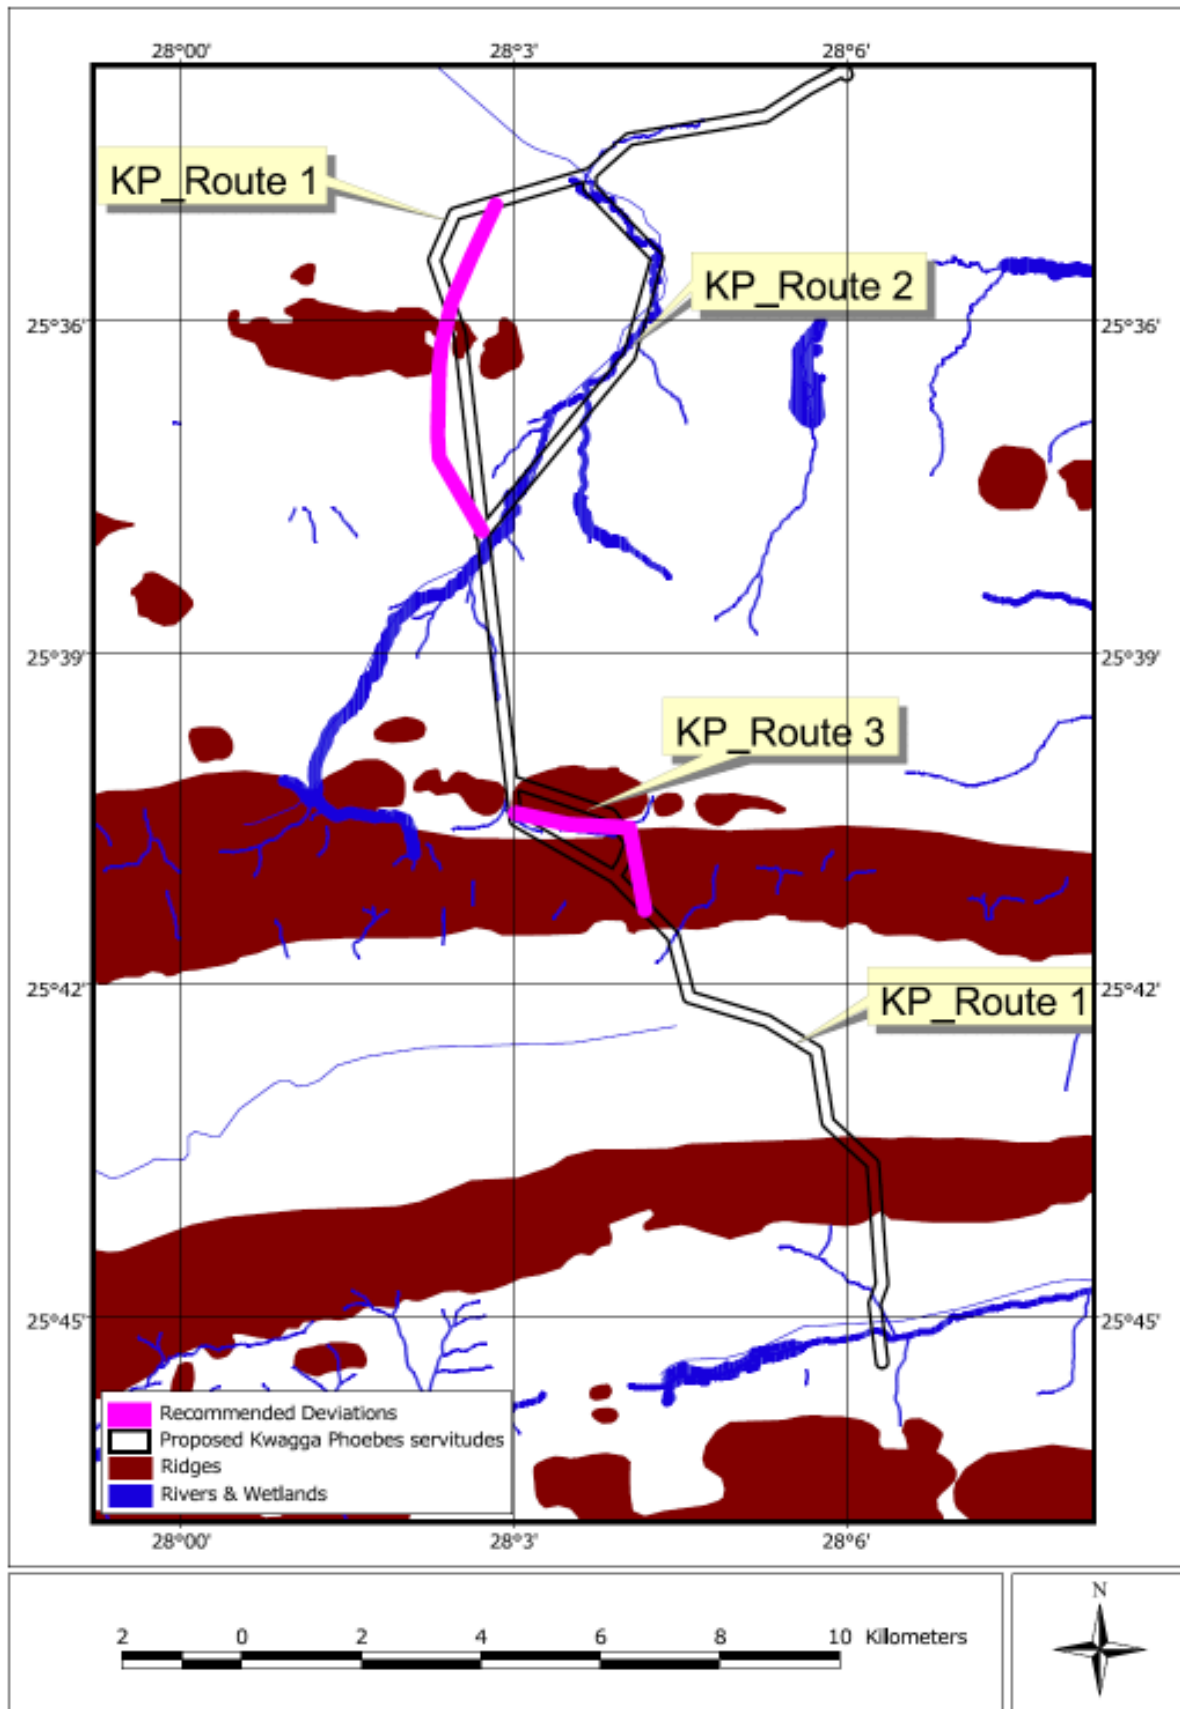 28°00' 28°3' 28°6'
KP_Route 1
KP_Route 2
25°36' 25°36'
25°39' 25°39'
KP_Route 3
25°42' 25°42'
KP_Route 1
25°45' 25°45'
Recommended Deviations
Proposed Kwagga Phoebes servitudes
Ridges
Rivers & Wetlands
28°00' 28°3' 28°6'
2 0 2 4 6 8 10 Kilometers
N